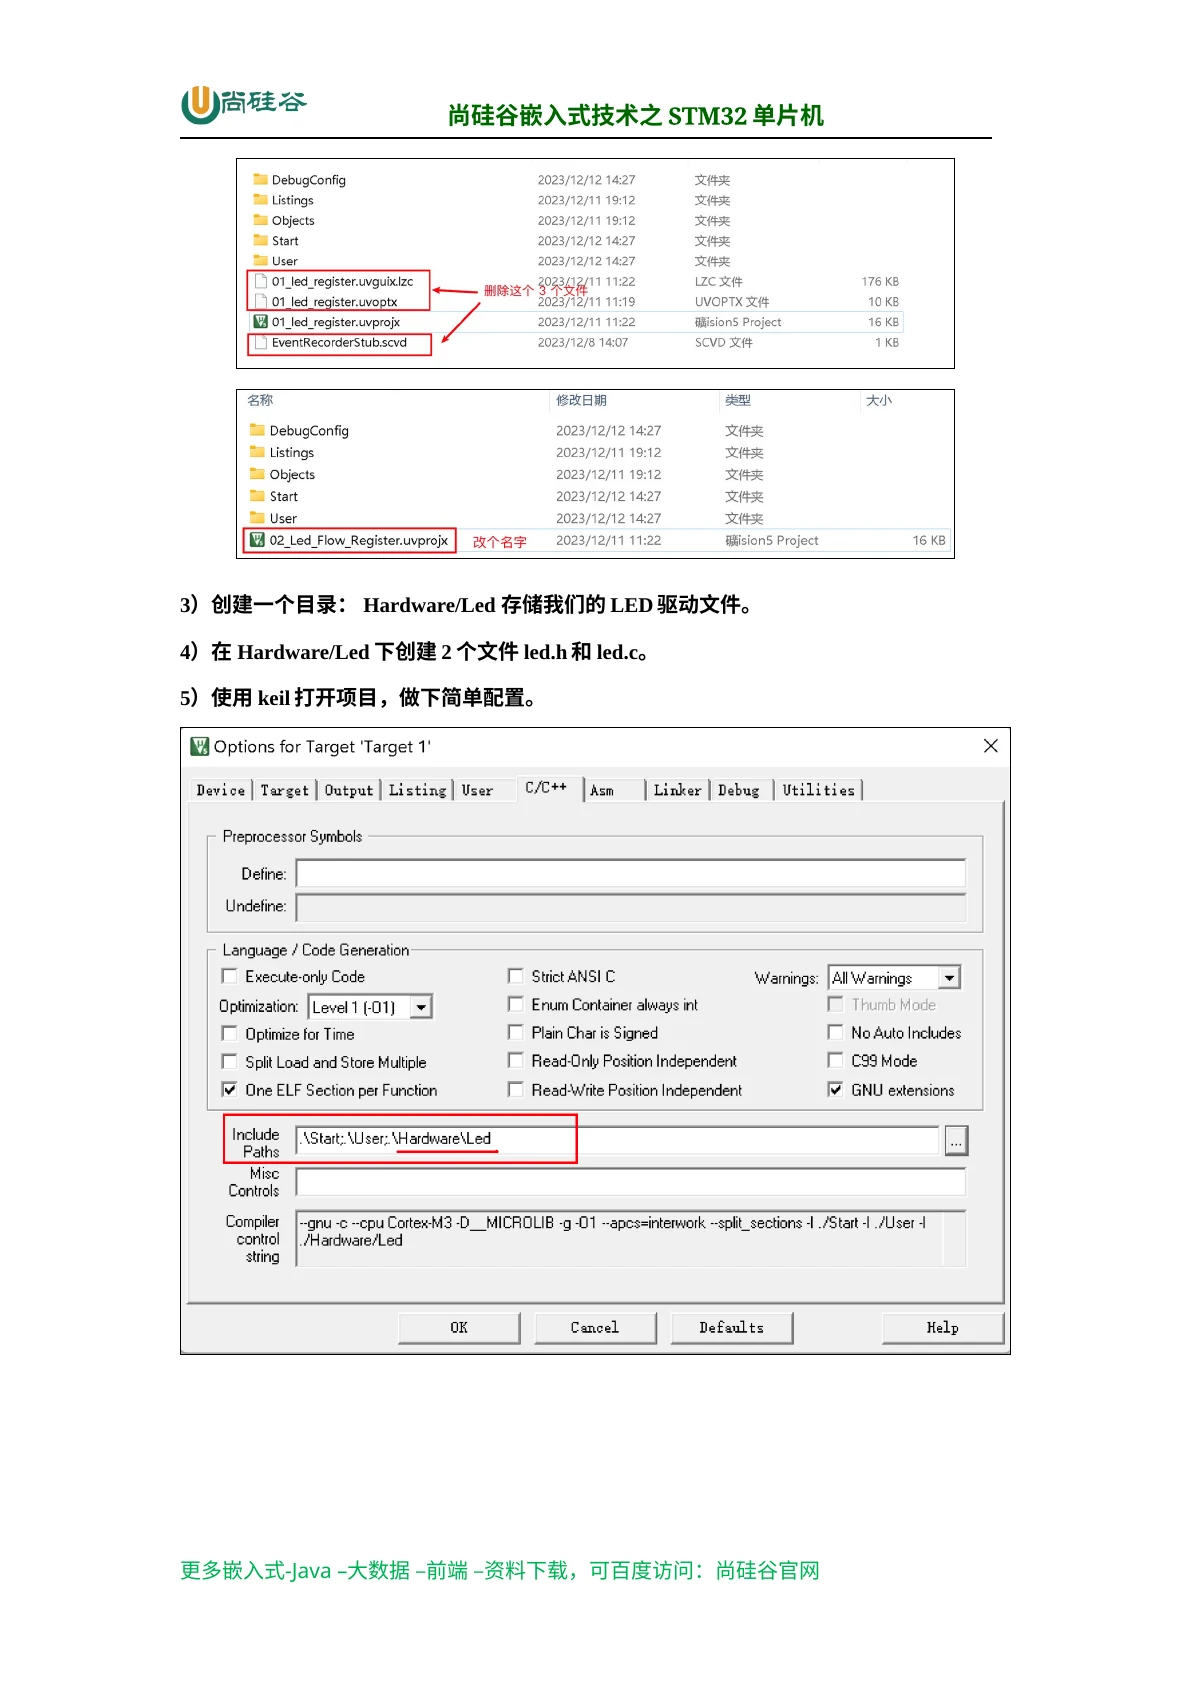 尚硅谷
尚硅谷嵌入式技术之 STM32 单片机
DebugConfig 2023/12/12 14:27 文件夹
Listings 2023/12/11 19:12 文件夹
Objects 2023/12/11 19:12 文件夹
Start 2023/12/12 14:27 文件夹
User 2023/12/12 14:27 文件夹
01_led_register.uvguix.lzc 2023/12/11 11:22 LZC 文件 176 KB
删除这个 3 个文件
01_led_register.uvoptx 2023/12/11 11:19 UVOPTX 文件 10 KB
01_led_register.uvprojx 2023/12/11 11:22 礦ision5 Project 16 KB
EventRecorderStub.scvd 2023/12/8 14:07 SCVD 文件 1 KB
名称 修改日期 类型 大小
DebugConfig 2023/12/12 14:27 文件夹
Listings 2023/12/11 19:12 文件夹
Objects 2023/12/11 19:12 文件夹
Start 2023/12/12 14:27 文件夹
User 2023/12/12 14:27 文件夹
02_Led_Flow_Register.uvprojx 改个名字 2023/12/11 11:22 礦ision5 Project 16 KB
3）创建一个目录： Hardware/Led 存储我们的 LED 驱动文件。
4）在 Hardware/Led 下创建 2 个文件 led.h 和 led.c。
5）使用 keil 打开项目，做下简单配置。
Options for Target 'Target 1'
Device Target Output Listing User C/C++ Asm Linker Debug Utilities
Preprocessor Symbols
Define:
Undefine:
Language / Code Generation
Execute-only Code Strict ANSI C Warnings: All Warnings
Optimization: Level 1 (-O1) Enum Container always int Thumb Mode
Optimize for Time Plain Char is Signed No Auto Includes
Split Load and Store Multiple Read-Only Position Independent C99 Mode
One ELF Section per Function Read-Write Position Independent GNU extensions
Include
Paths
.\Start;.\User;.\Hardware\Led
...
Misc
Controls
Compiler
control
string
--gnu -c --cpu Cortex-M3 -D__MICROLIB -g -O1 --apcs=interwork --split_sections -I ./Start -I ./User -I
./Hardware/Led
OK Cancel Defaults Help
更多嵌入式-Java –大数据 –前端 –资料下载，可百度访问：尚硅谷官网